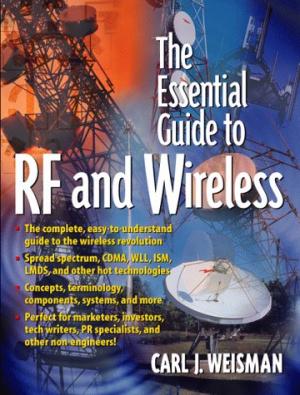 The
Essential
Guide to
RF and Wireless
• The complete, easy-to-understand
guide to the wireless revolution
• Spread spectrum, CDMA, WLL, ISM,
LMDS, and other hot technologies
• Concepts, terminology,
components, systems, and more
• Perfect for marketers, investors,
tech writers, PR specialists, and
other non-engineers!
CARL J. WEISMAN